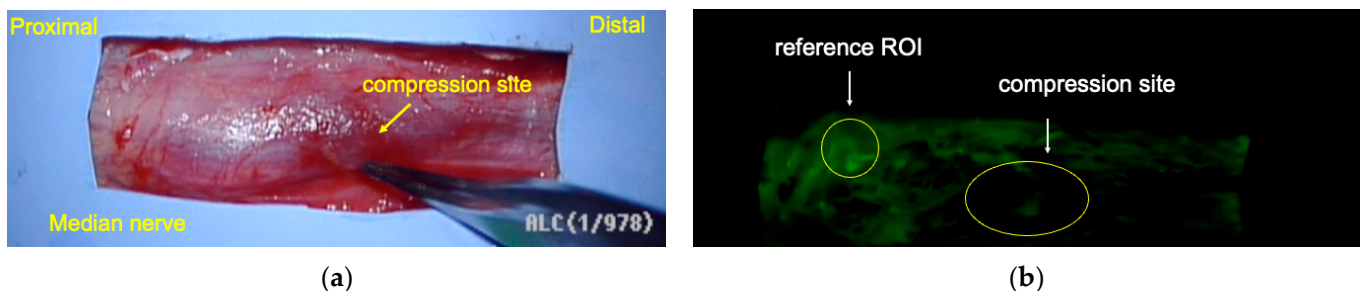 Proximal
Distal
compression site
Median nerve
ALC(1/978)
(a)
reference ROI
compression site
(b)